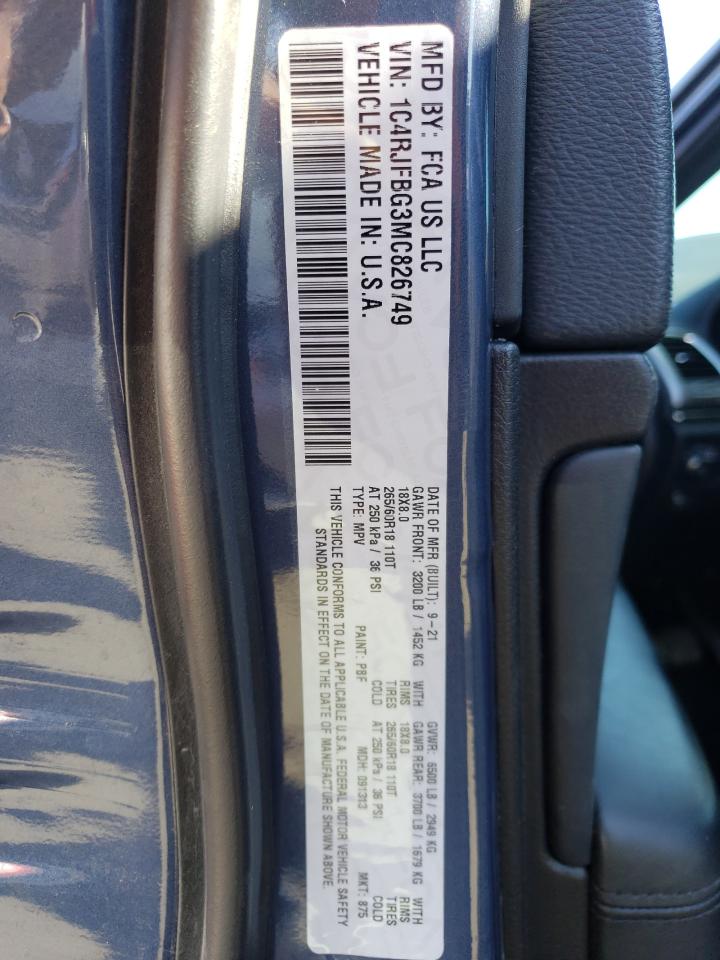 MFD BY: FCA US LLC
VIN: 1C4RJFBG3MC826749
VEHICLE MADE IN: U.S.A.
DATE OF MFR (BUILT): 9-21 GVWR: 6500 LB / 2949 KG
GAWR FRONT: 3200 LB / 1452 KG WITH GAWR REAR: 3700 LB / 1679 KG WITH
18X8.0 RIMS 18X8.0 RIMS
265/60R18 110T TIRES 265/60R18 110T TIRES
AT 250 kPa / 36 PSI COLD AT 250 kPa / 36 PSI COLD
TYPE: MPV PAINT: PBF MDH: 091313 MKT: 875
THIS VEHICLE CONFORMS TO ALL APPLICABLE U.S.A. FEDERAL MOTOR VEHICLE SAFETY
STANDARDS IN EFFECT ON THE DATE OF MANUFACTURE SHOWN ABOVE.